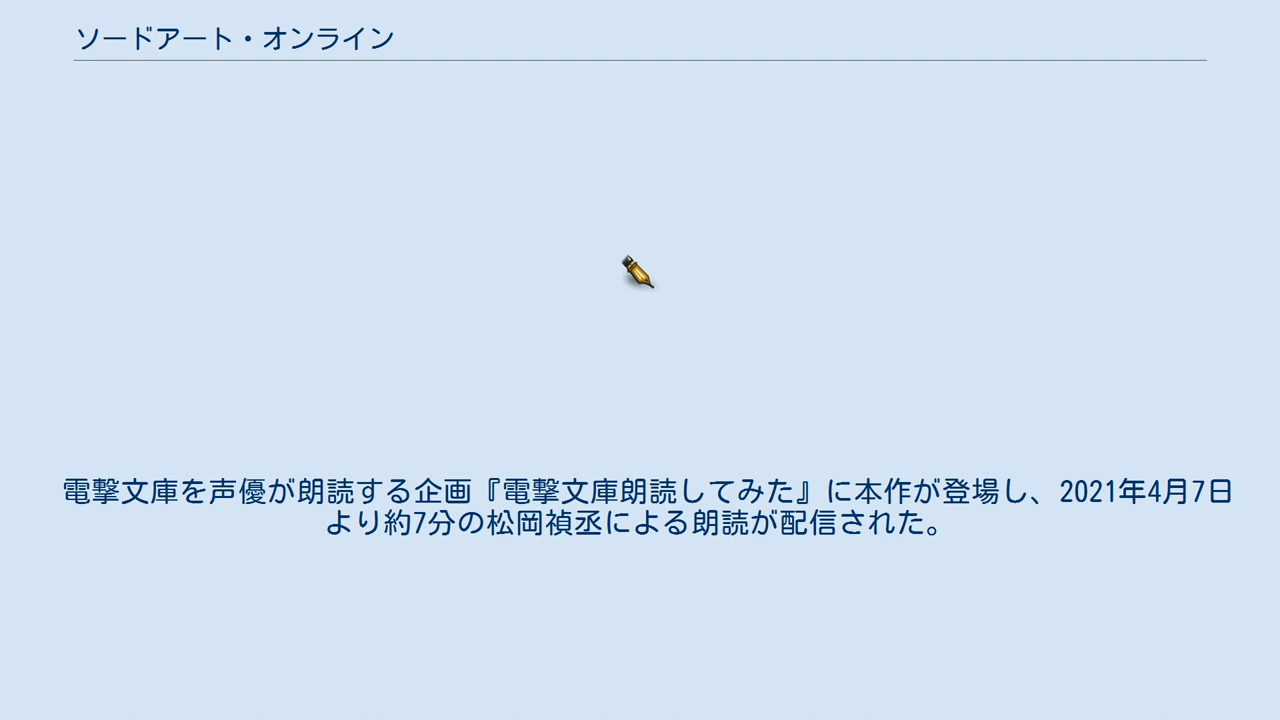 ソードアート・オンライン
電撃文庫を声優が朗読する企画『電撃文庫朗読してみた』に本作が登場し、2021年4月7日
より約7分の松岡禎丞による朗読が配信された。